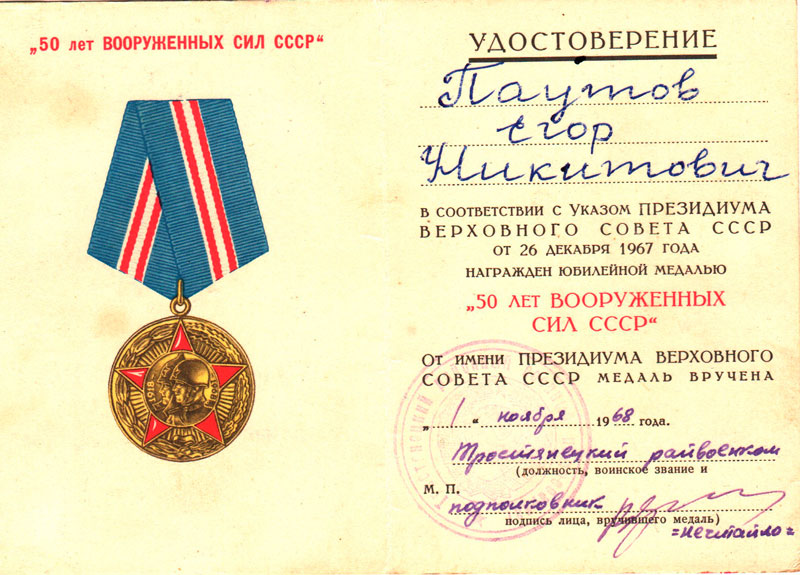 „50 лет ВООРУЖЕННЫХ СИЛ СССР“
УДОСТОВЕРЕНИЕ
Паутов
Егор
Никитович
В СООТВЕТСТВИИ С УКАЗОМ ПРЕЗИДИУМА
ВЕРХОВНОГО СОВЕТА СССР
ОТ 26 ДЕКАБРЯ 1967 ГОДА
НАГРАЖДЕН ЮБИЛЕЙНОЙ МЕДАЛЬЮ
„50 ЛЕТ ВООРУЖЕННЫХ
СИЛ СССР“
ОТ ИМЕНИ ПРЕЗИДИУМА ВЕРХОВНОГО
СОВЕТА СССР МЕДАЛЬ ВРУЧЕНА
„1“ ноября 1968 года.
Тростянецкий райвоенком
(должность, воинское звание и
М. П.
подполковник
подпись лица, вручившего медаль)
=Нечитайло=
1918